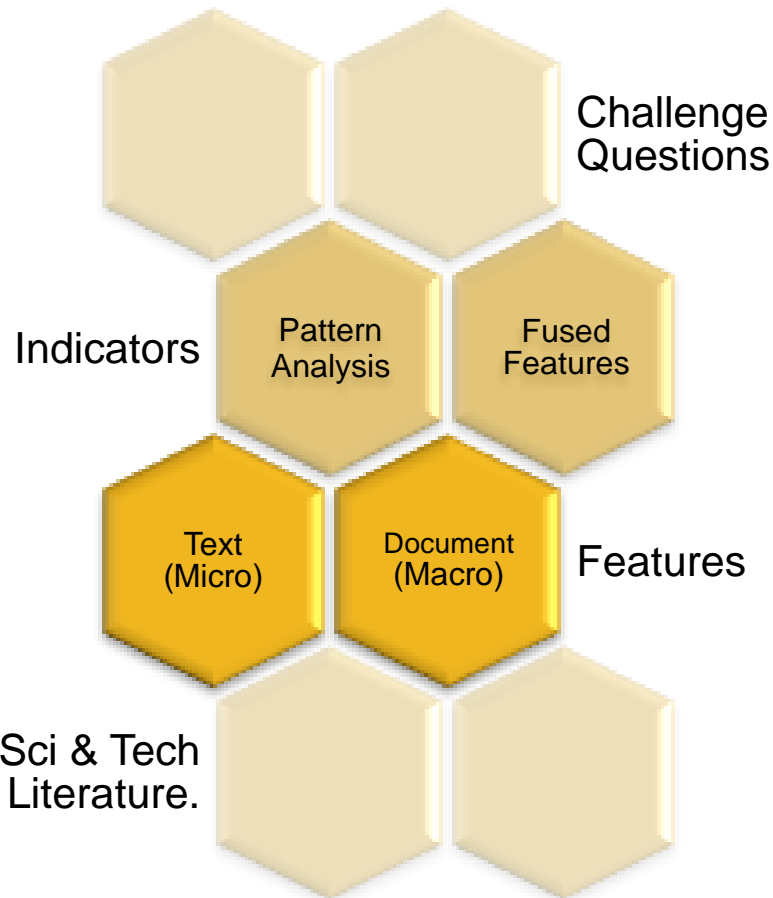 Challenge
Questions
Indicators
Pattern
Analysis
Fused
Features
Text
(Micro)
Document
(Macro)
Features
Sci & Tech
Literature.